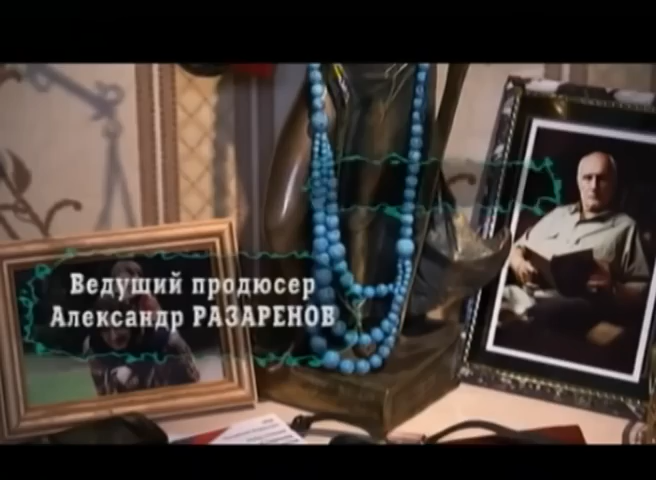 Ведущий продюсер
Александр РАЗАРЕНОВ